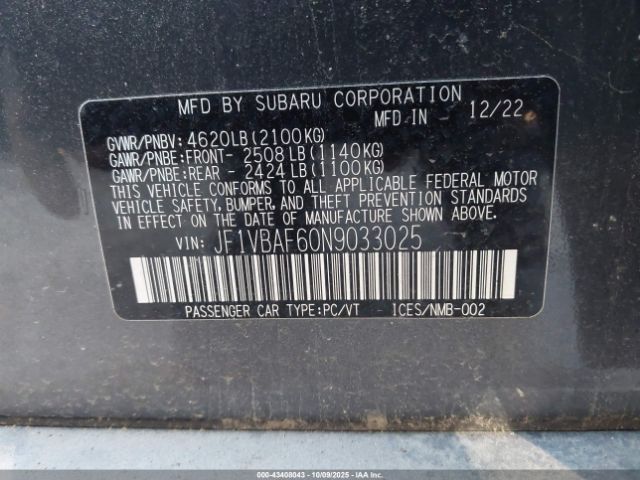 MFD BY SUBARU CORPORATION
MFD IN 12/22
GVWR/PNBV: 4620LB(2100KG)
GAWR/PNBE:FRONT- 2508 LB(1140KG)
GAWR/PNBE:REAR - 2424 LB(1100KG)
THIS VEHICLE CONFORMS TO ALL APPLICABLE FEDERAL MOTOR
VEHICLE SAFETY, BUMPER, AND THEFT PREVENTION STANDARDS
IN EFFECT ON THE DATE OF MANUFACTURE SHOWN ABOVE.
VIN: JF1VBAF60N9033025
PASSENGER CAR TYPE:PC/VT ICES/NMB-002
000-43408043 | 10/09/2025 | IAAI.COM